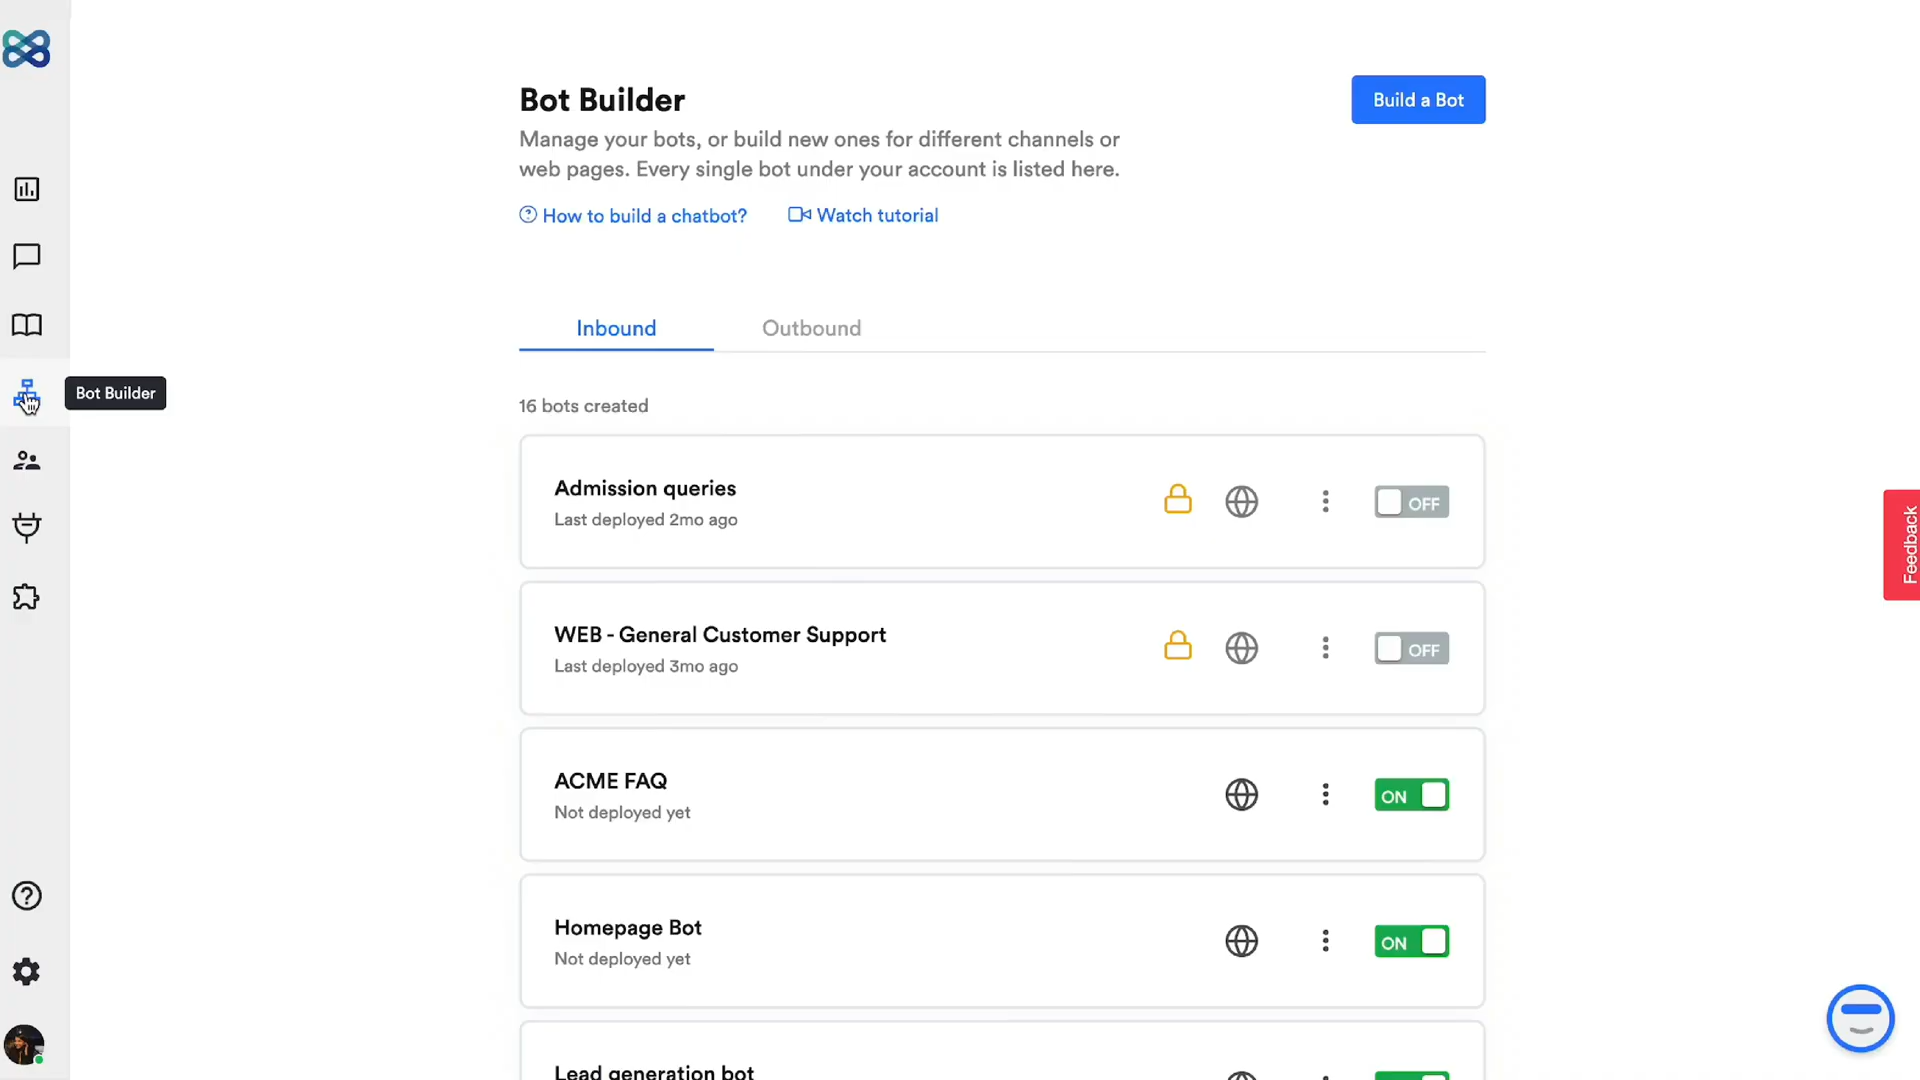 Bot Builder
Build a Bot
Manage your bots, or build new ones for different channels or
web pages. Every single bot under your account is listed here.
How to build a chatbot?
Watch tutorial
Inbound
Outbound
Bot Builder
16 bots created
Admission queries
Last deployed 2mo ago
OFF
WEB - General Customer Support
Last deployed 3mo ago
OFF
ACME FAQ
Not deployed yet
ON
Homepage Bot
Not deployed yet
ON
Lead generation bot
Feedback